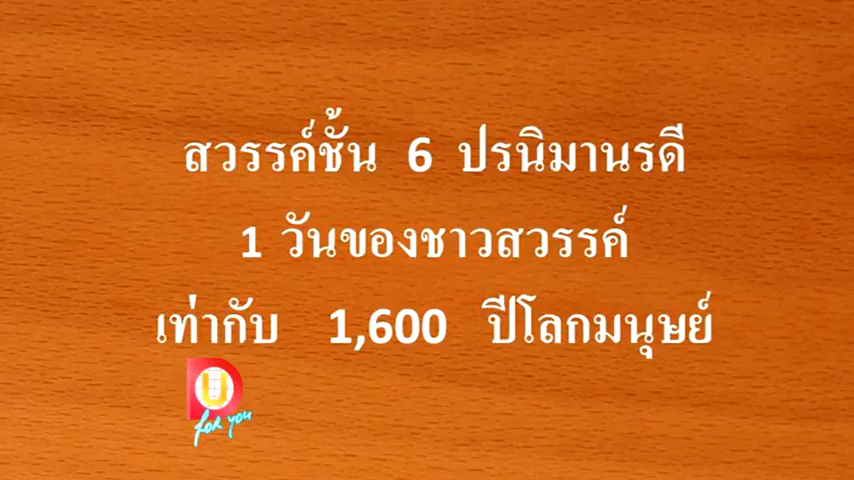 สวรรค์ชั้น 6 ปรนิมานรดี
1 วันของชาวสวรรค์
เท่ากับ 1,600 ปีโลกมนุษย์
U
for you